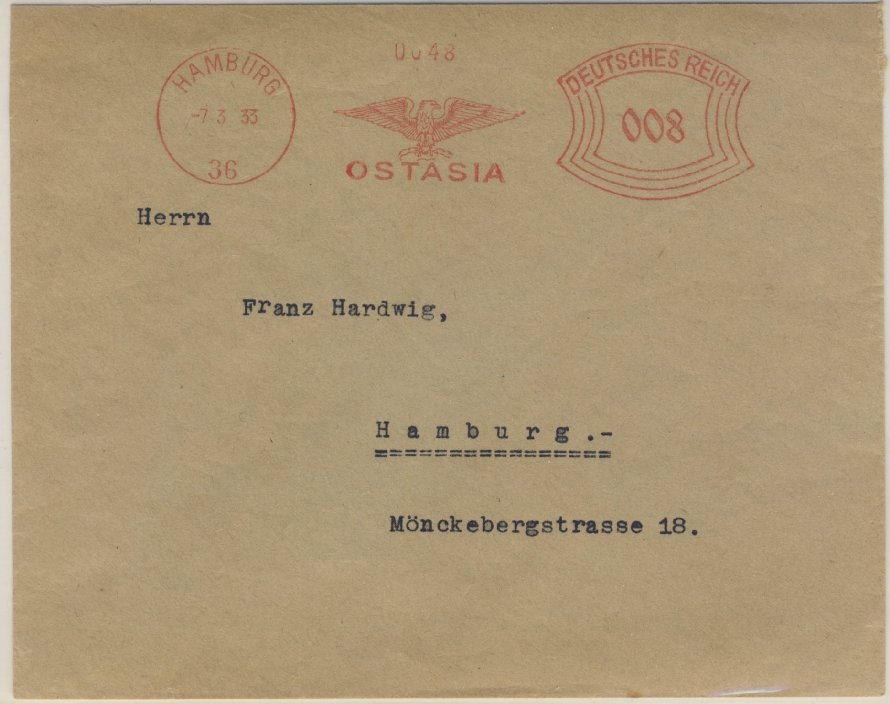 HAMBURG
-7 3 33
36
0048
OSTASIA
DEUTSCHES REICH
008
Herrn
Franz Hardwig,
Hamburg.-
Mönckebergstrasse 18.